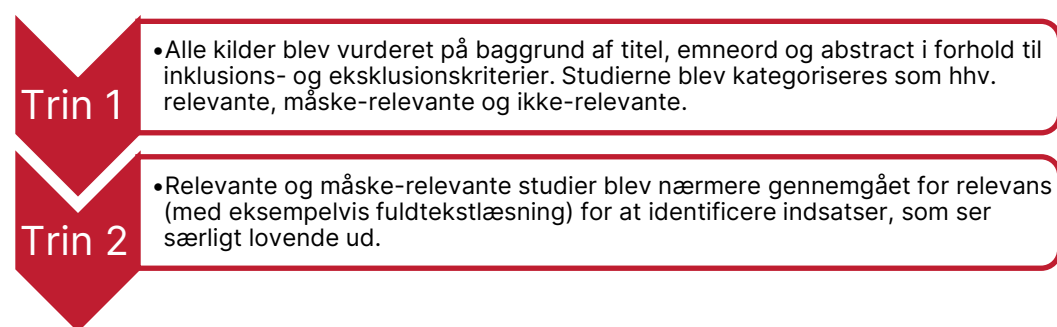 Trin 1
•Alle kilder blev vurderet på baggrund af titel, emneord og abstract i forhold til
inklusions- og eksklusionskriterier. Studierne blev kategoriseres som hhv.
relevante, måske-relevante og ikke-relevante.
Trin 2
•Relevante og måske-relevante studier blev nærmere gennemgået for relevans
(med eksempelvis fuldtekstlæsning) for at identificere indsatser, som ser
særligt lovende ud.